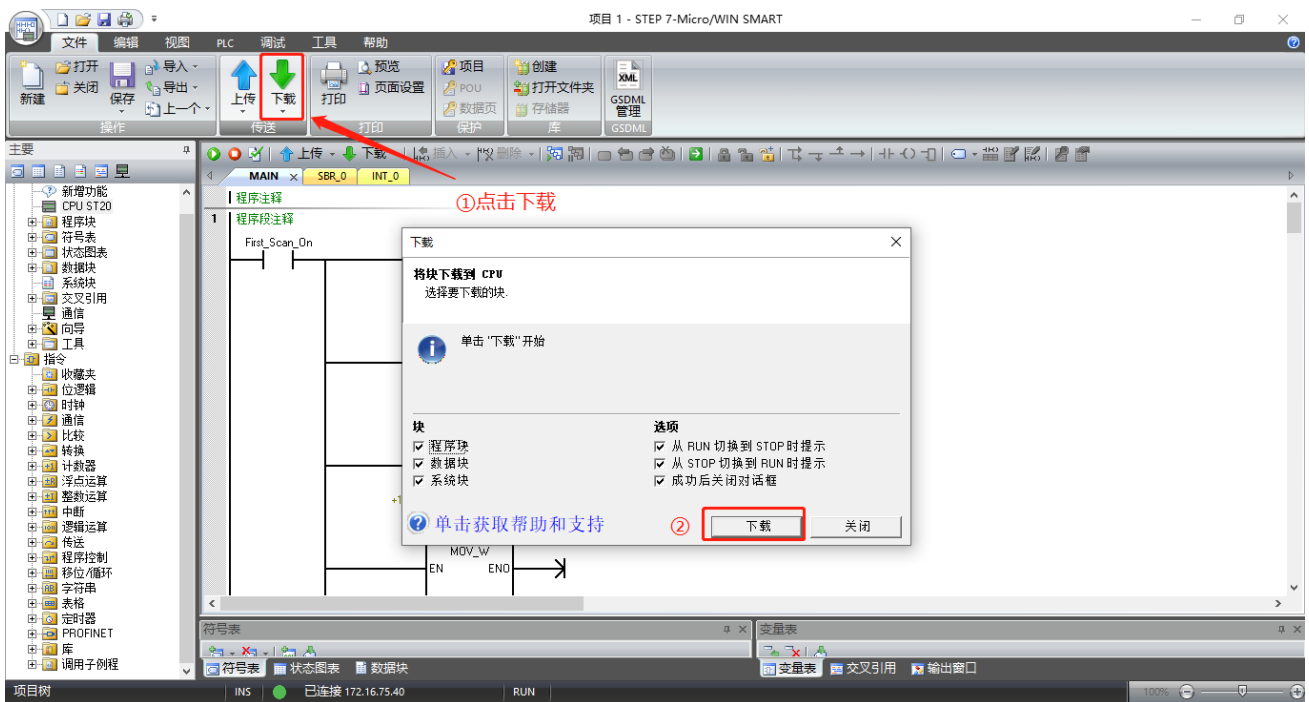 项目 1 - STEP 7-Micro/WIN SMART
文件 编辑 视图 PLC 调试 工具 帮助
新建 打开 关闭 保存 导入 导出 上一个 上传 下载 打印 预览 页面设置 项目 POU 数据页 创建 打开文件夹 存储器 XML GSDML 管理
操作 传送 打印 保护 库 GSDML
主要
上传 下载 插入 删除
MAIN SBR_0 INT_0
新增功能
CPU ST20
程序块
符号表
状态图表
数据块
系统块
交叉引用
通信
向导
工具
指令
收藏夹
位逻辑
时钟
通信
比较
转换
计数器
浮点运算
整数运算
中断
逻辑运算
传送
程序控制
移位/循环
字符串
表格
定时器
PROFINET
库
调用子例程
程序注释
①点击下载
1 程序段注释
First_Scan_On
下载
将块下载到 CPU
选择要下载的块.
单击 "下载" 开始
块 选项
程序块 从 RUN 切换到 STOP 时提示
数据块 从 STOP 切换到 RUN 时提示
系统块 成功后关闭对话框
+1
单击获取帮助和支持 ② 下载 关闭
MOV_W
EN ENO
符号表 变量表
符号表 状态图表 数据块 变量表 交叉引用 输出窗口
项目树 INS 已连接 172.16.75.40 RUN 100%